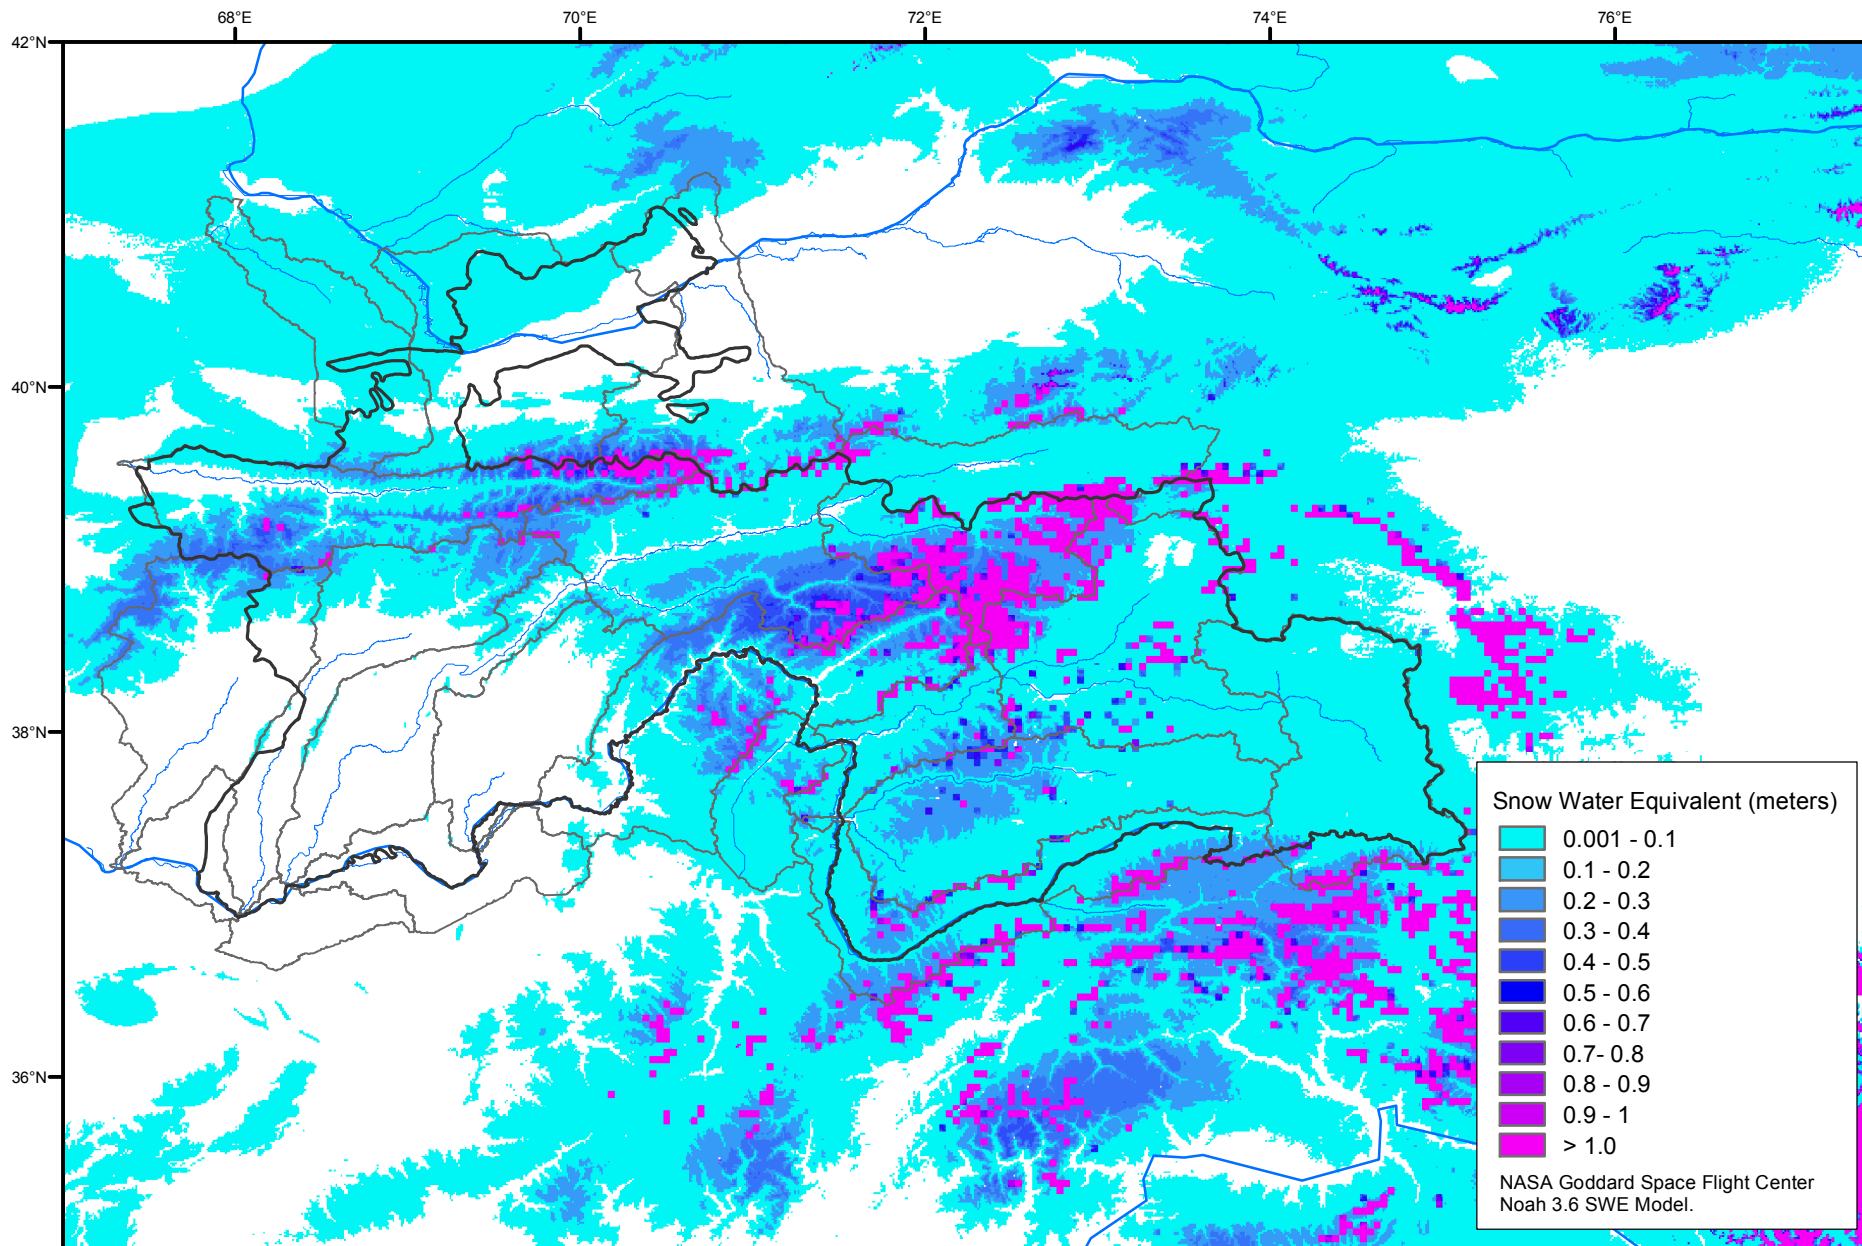 68°E
70°E
72°E
74°E
76°E
42°N
40°N
38°N
36°N
Snow Water Equivalent (meters)
0.001 - 0.1
0.1 - 0.2
0.2 - 0.3
0.3 - 0.4
0.4 - 0.5
0.5 - 0.6
0.6 - 0.7
0.7- 0.8
0.8 - 0.9
0.9 - 1
> 1.0
NASA Goddard Space Flight Center
Noah 3.6 SWE Model.